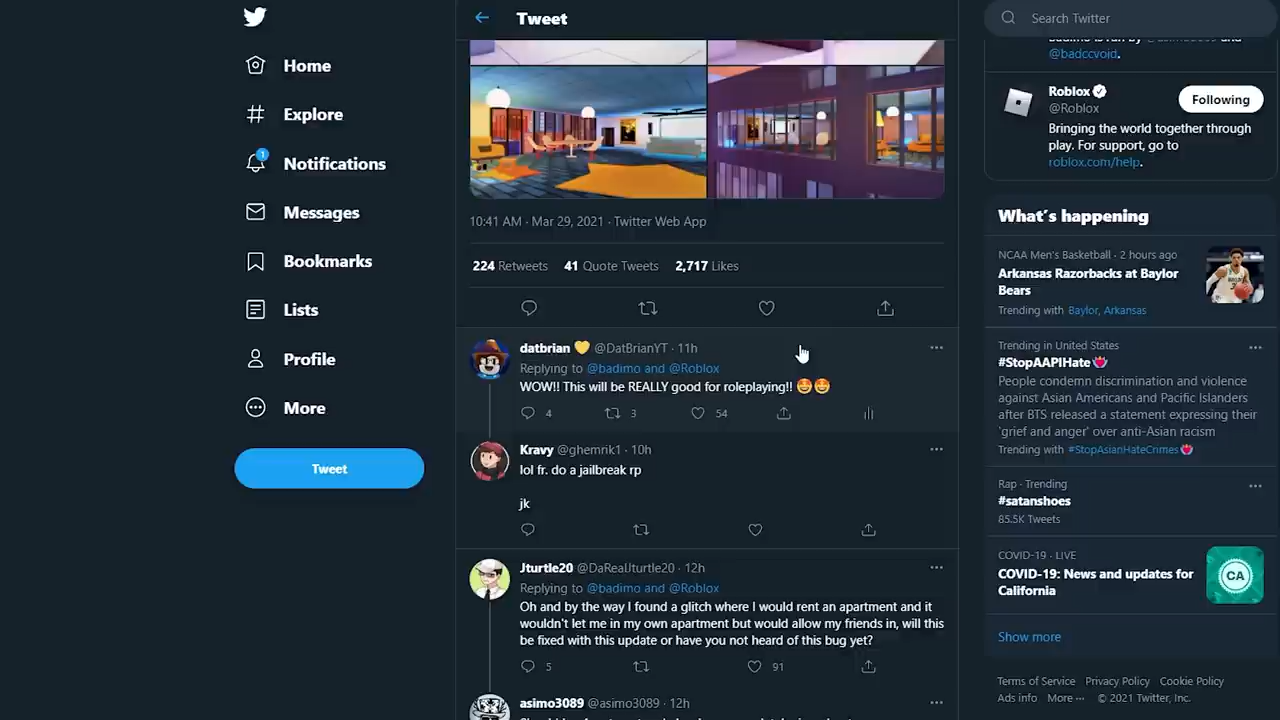 Home
Explore
1
Notifications
Messages
Bookmarks
Lists
Profile
More
Tweet
Tweet
10:41 AM · Mar 29, 2021 · Twitter Web App
224 Retweets 41 Quote Tweets 2,717 Likes
datbrian 💛 @DatBrianYT · 11h
Replying to @badimo and @Roblox
WOW!! This will be REALLY good for roleplaying!! 🤩🤩
4 3 54
Kravy @ghemrik1 · 10h
lol fr. do a jailbreak rp
jk
Jturtle20 @DaRealJturtle20 · 12h
Replying to @badimo and @Roblox
Oh and by the way I found a glitch where I would rent an apartment and it
wouldn't let me in my own apartment but would allow my friends in, will this
be fixed with this update or have you not heard of this bug yet?
5 91
asimo3089 @asimo3089 · 12h
Search Twitter
@badccvoid.
Roblox
@Roblox
Following
Bringing the world together through
play. For support, go to
roblox.com/help.
What's happening
NCAA Men's Basketball · 2 hours ago
Arkansas Razorbacks at Baylor
Bears
Trending with Baylor, Arkansas
Trending in United States
#StopAAPIHate
People condemn discrimination and violence
against Asian Americans and Pacific Islanders
after BTS released a statement expressing their
'grief and anger' over anti-Asian racism
Trending with #StopAsianHateCrimes
Rap · Trending
#satanshoes
85.5K Tweets
COVID-19 · LIVE
COVID-19: News and updates for
California
CA
Show more
Terms of Service Privacy Policy Cookie Policy
Ads info More ··· © 2021 Twitter, Inc.